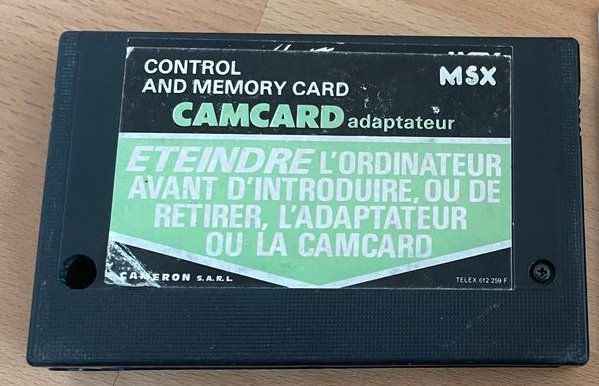 CONTROL
AND MEMORY CARD
MSX
CAMCARD adaptateur
ETEINDRE L'ORDINATEUR
AVANT D'INTRODUIRE, OU DE
RETIRER, L'ADAPTATEUR
OU LA CAMCARD
CAMERON S.A.R.L.
TELEX 612 259 F